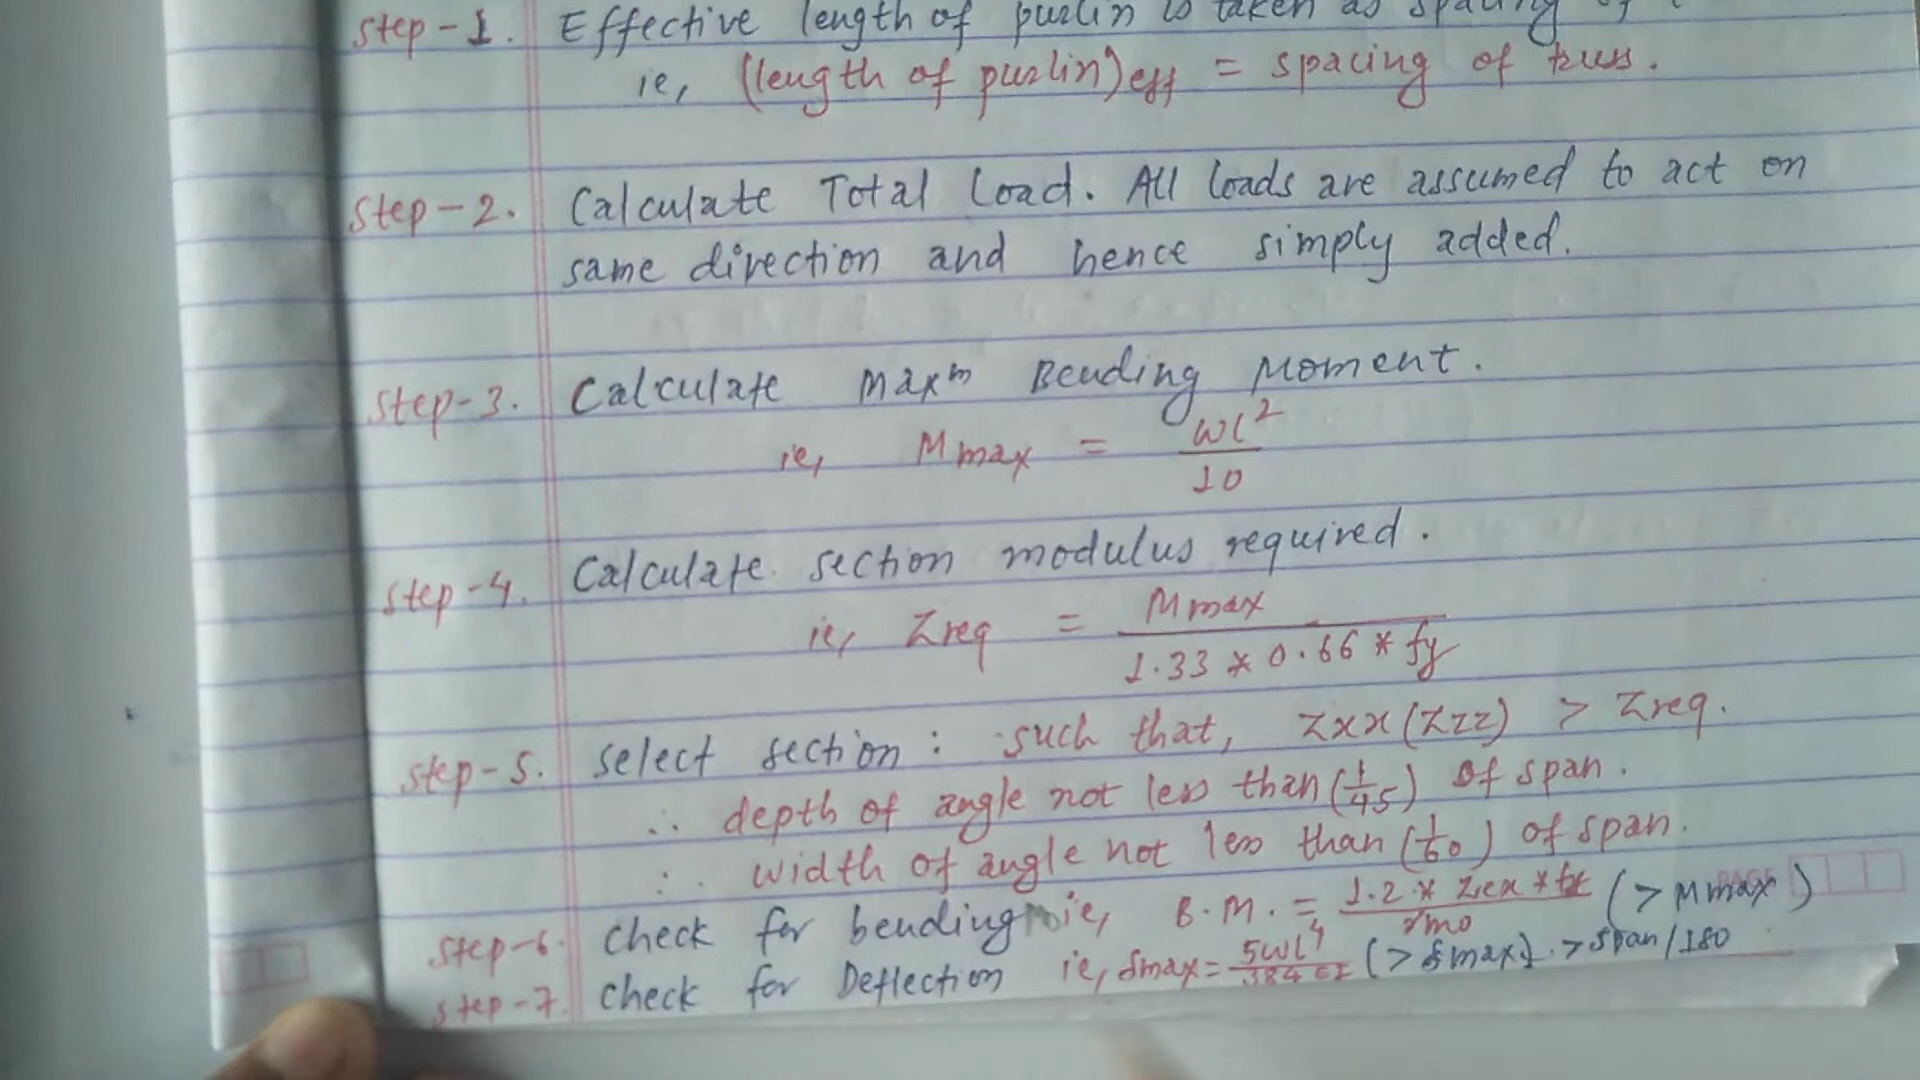 Step-1. Effective length of purlin is taken as spacing of
ie, (length of purlin)eff = spacing of truss.
Step-2. Calculate Total Load. All loads are assumed to act on
same direction and hence simply added.
Step-3. Calculate Maxm Bending Moment.
ie, Mmax = wl²/10
Step-4. Calculate section modulus required.
ie, Zreq = Mmax / 1.33 * 0.66 * fy
Step-5. select section: such that, Zxx (Zzz) > Zreq.
∴ depth of angle not less than (1/45) of span.
∴ width of angle not less than (1/60) of span.
Step-6. check for bending ie, B.M. = 1.2 * Zxx * / γmo (> Mmax)
Step-7. check for Deflection ie, δmax = 5wl⁴/384EI (> δmax). > span/180